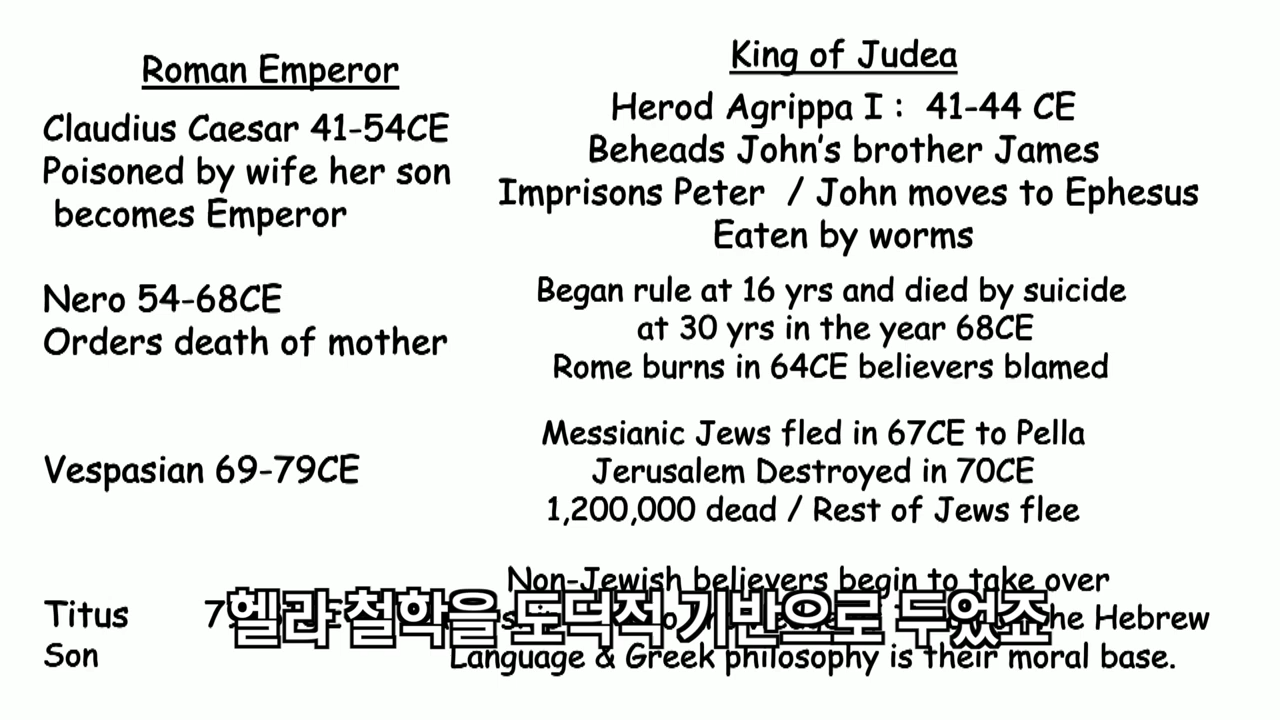 Roman Emperor
Claudius Caesar 41-54CE
Poisoned by wife her son
becomes Emperor
Nero 54-68CE
Orders death of mother
Vespasian 69-79CE
Titus
Son
King of Judea
Herod Agrippa I : 41-44 CE
Beheads John's brother James
Imprisons Peter / John moves to Ephesus
Eaten by worms
Began rule at 16 yrs and died by suicide
at 30 yrs in the year 68CE
Rome burns in 64CE believers blamed
Messianic Jews fled in 67CE to Pella
Jerusalem Destroyed in 70CE
1,200,000 dead / Rest of Jews flee
Non-Jewish believers begin to take over
the Hebrew
Language & Greek philosophy is their moral base.
헬라 철학을 도덕적 기반으로 두었죠